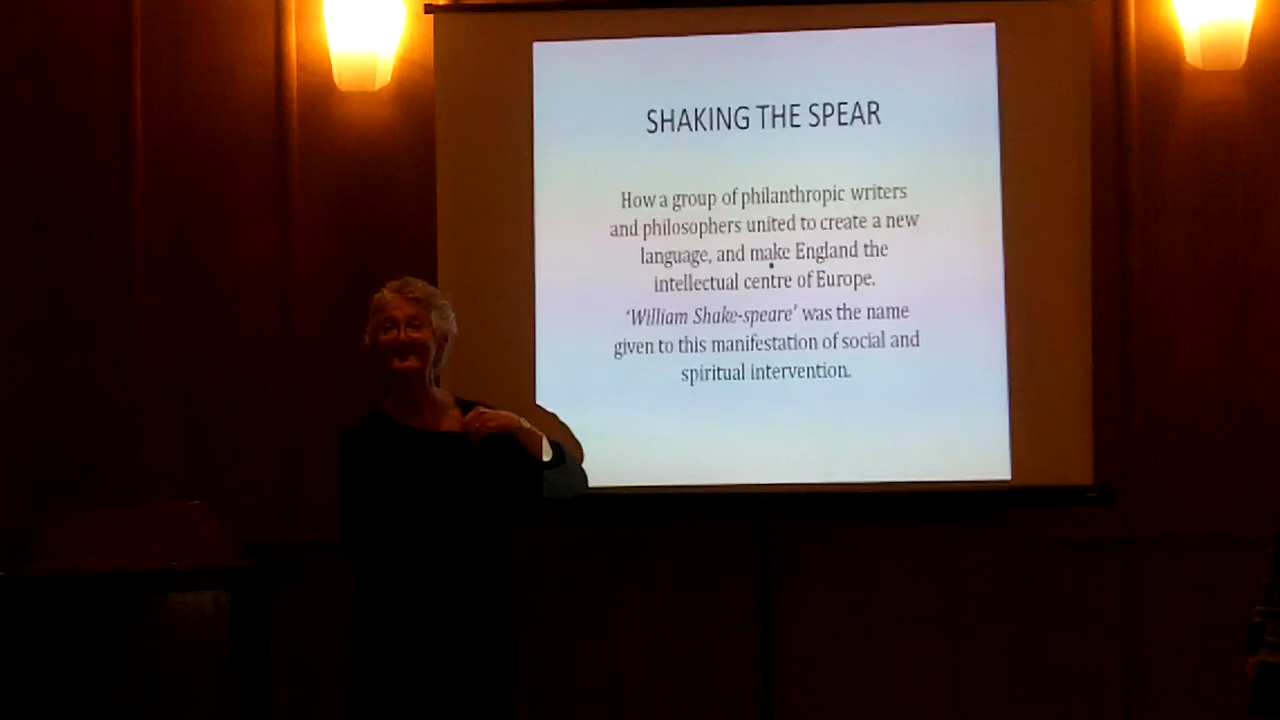 SHAKING THE SPEAR
How a group of philanthropic writers
and philosophers united to create a new
language, and make England the
intellectual centre of Europe.
‘William Shake-speare’ was the name
given to this manifestation of social and
spiritual intervention.